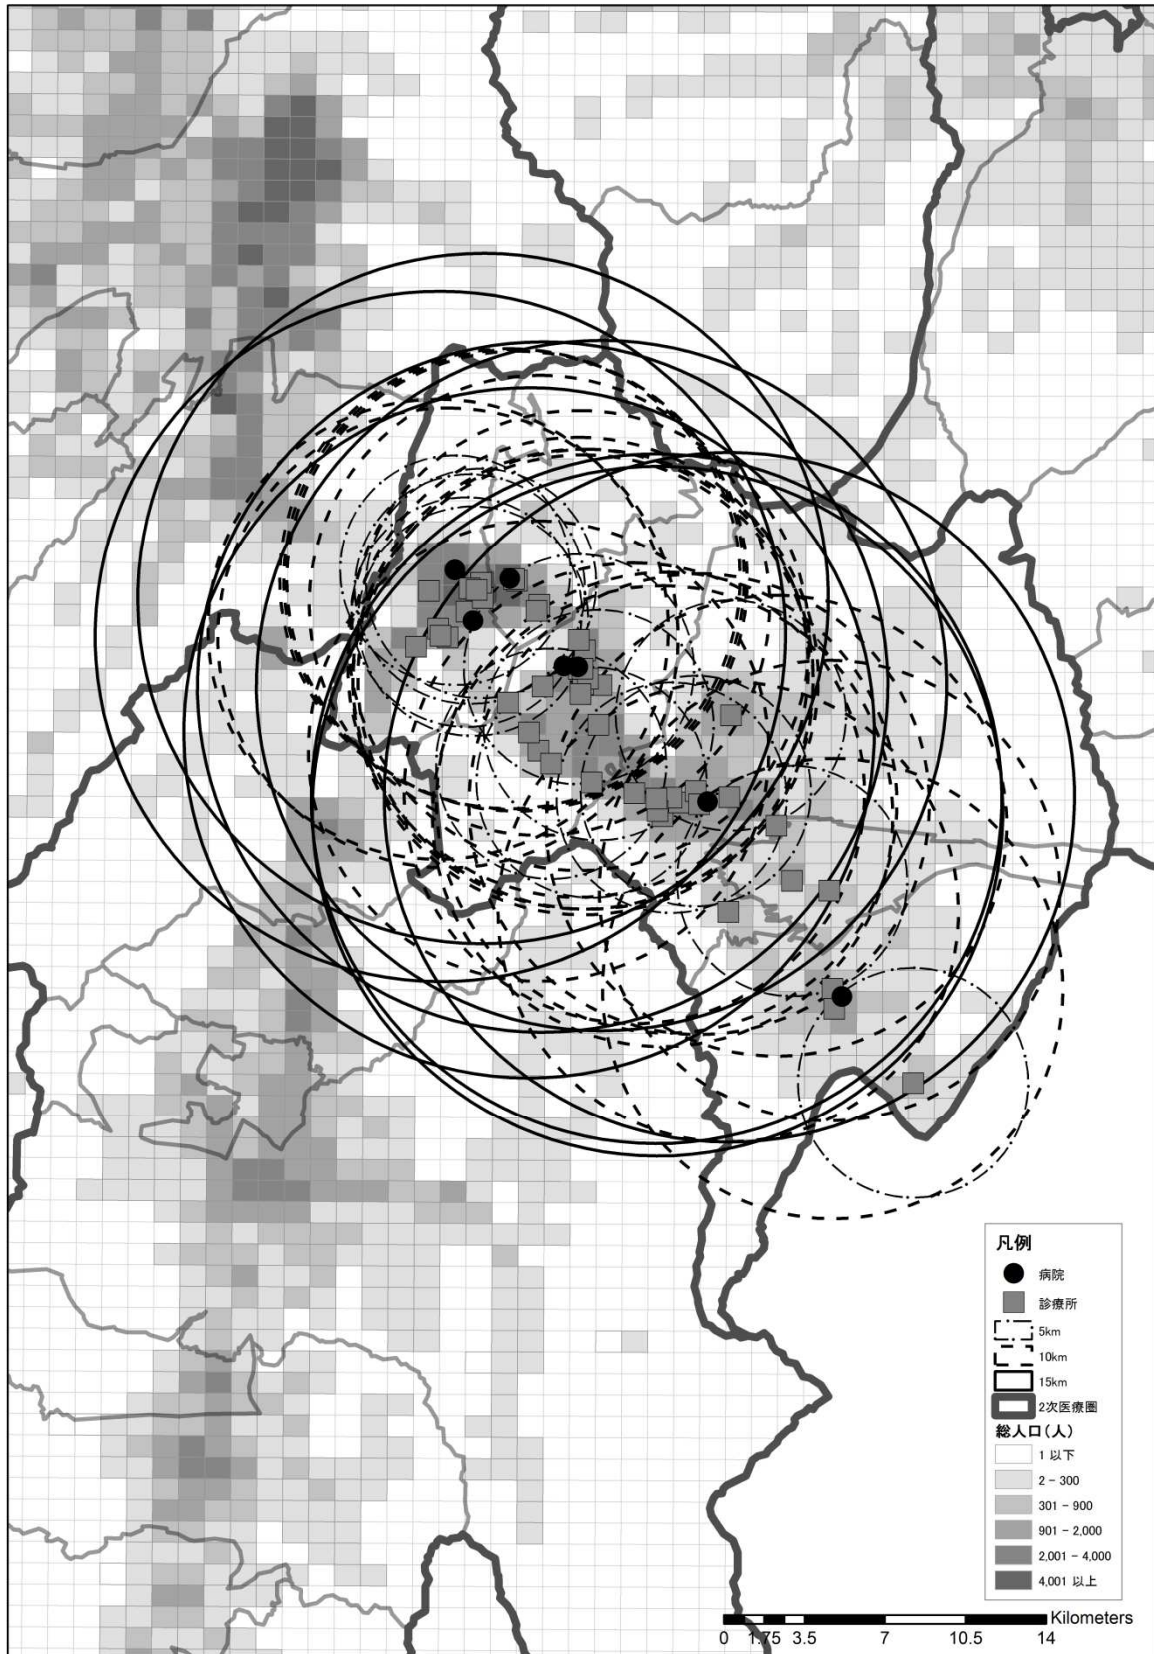 凡例
病院
診療所
5km
10km
15km
2次医療圏
総人口(人)
1 以下
2 - 300
301 - 900
901 - 2,000
2,001 - 4,000
4,001 以上
Kilometers
0 1.75 3.5 7 10.5 14